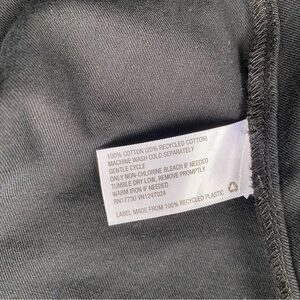 100% COTTON (20% RECYCLED COTTON)
MACHINE WASH COLD SEPARATELY
GENTLE CYCLE
ONLY NON-CHLORINE BLEACH IF NEEDED
TUMBLE DRY LOW, REMOVE PROMPTLY
WARM IRON IF NEEDED
RN17730 VN1247024
LABEL MADE FROM 100% RECYCLED PLASTIC